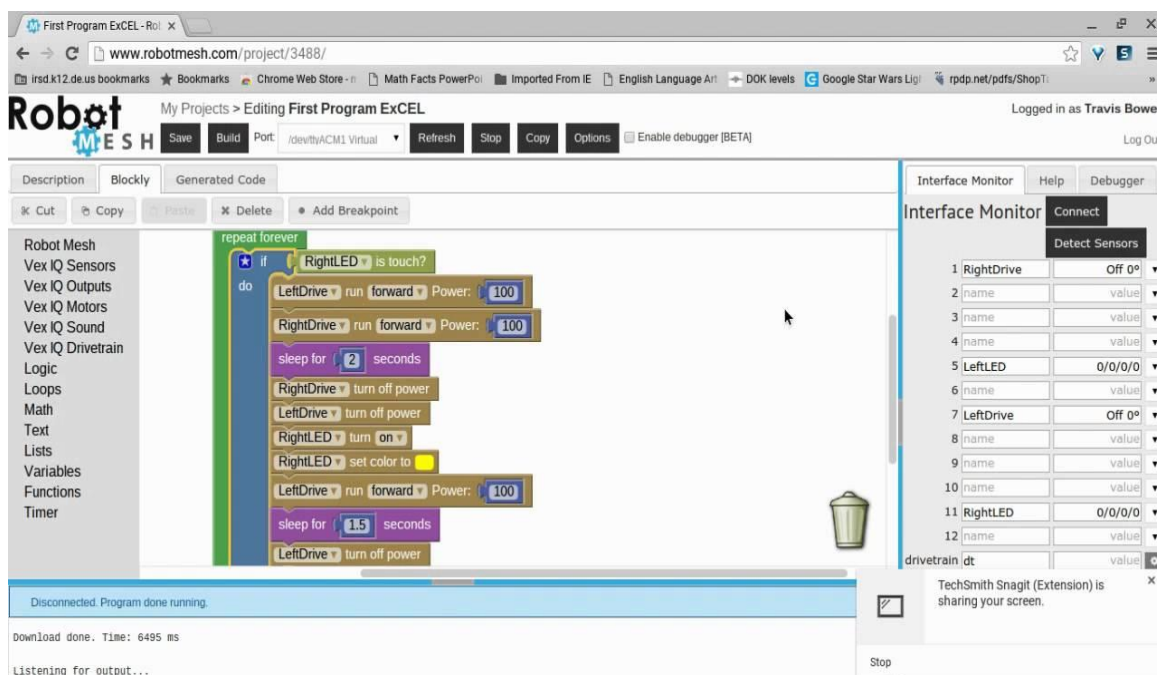 First Program ExCEL - Rob
www.robotmesh.com/project/3488/
irsd.k12.de.us bookmarks Bookmarks Chrome Web Store - n Math Facts PowerPoi Imported From IE English Language Art DOK levels Google Star Wars Ligh rpdp.net/pdfs/ShopTa »
Robot MESH
My Projects > Editing First Program ExCEL
Logged in as Travis Bowe
Save Build Port: /dev/ttyACM1 Virtual Refresh Stop Copy Options Enable debugger [BETA]
Log Ou
Description Blockly Generated Code
Cut Copy Paste Delete Add Breakpoint
Robot Mesh
Vex IQ Sensors
Vex IQ Outputs
Vex IQ Motors
Vex IQ Sound
Vex IQ Drivetrain
Logic
Loops
Math
Text
Lists
Variables
Functions
Timer
repeat forever
if RightLED is touch?
do LeftDrive run forward Power: 100
RightDrive run forward Power: 100
sleep for 2 seconds
RightDrive turn off power
LeftDrive turn off power
RightLED turn on
RightLED set color to
LeftDrive run forward Power: 100
sleep for 1.5 seconds
LeftDrive turn off power
Interface Monitor Help Debugger
Interface Monitor Connect
Detect Sensors
1 RightDrive Off 0°
2 name value
3 name value
4 name value
5 LeftLED 0/0/0/0
6 name value
7 LeftDrive Off 0°
8 name value
9 name value
10 name value
11 RightLED 0/0/0/0
12 name value
drivetrain dt value
Disconnected. Program done running.
Download done. Time: 6495 ms
Listening for output...
TechSmith Snagit (Extension) is
sharing your screen.
Stop